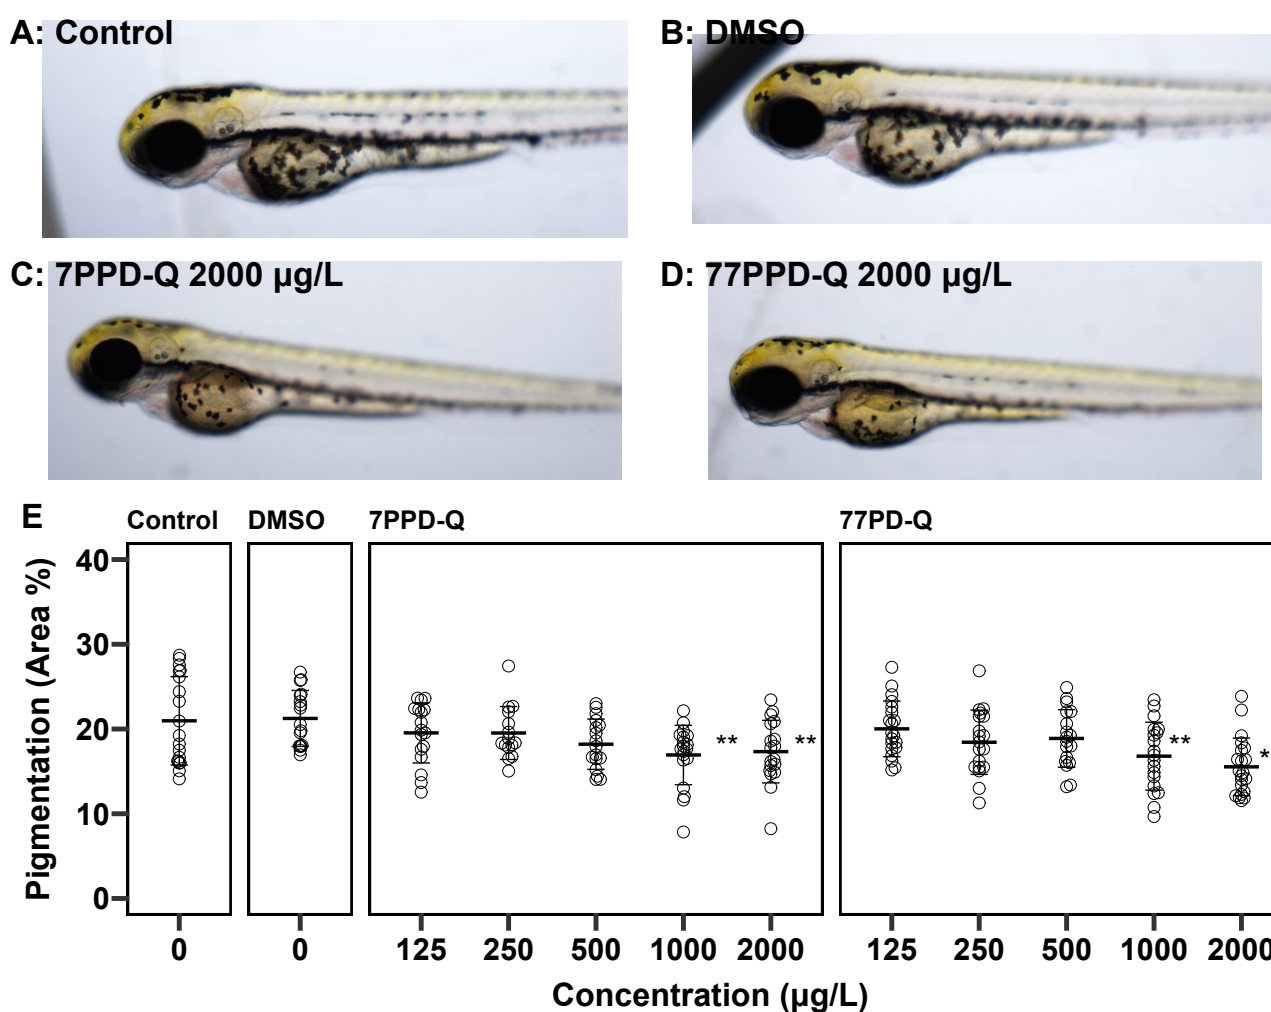 A: Control
B: DMSO
C: 7PPD-Q 2000 µg/L
D: 77PPD-Q 2000 µg/L
E
Control
DMSO
7PPD-Q
77PD-Q
Pigmentation (Area %)
40
30
20
10
0
** ** ** *
0 0 125 250 500 1000 2000 125 250 500 1000 2000
Concentration (µg/L)